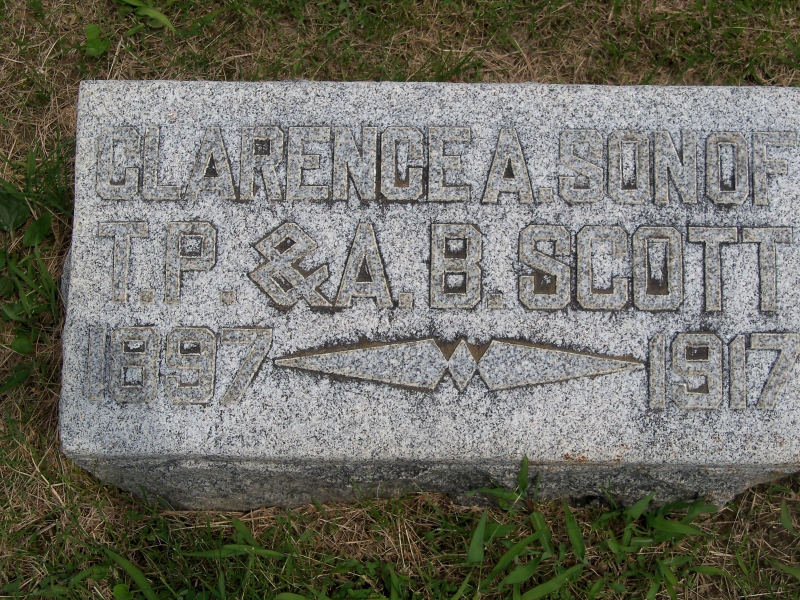 CLARENCE A. SON OF
T.P. & A.B. SCOTT
1897 1917